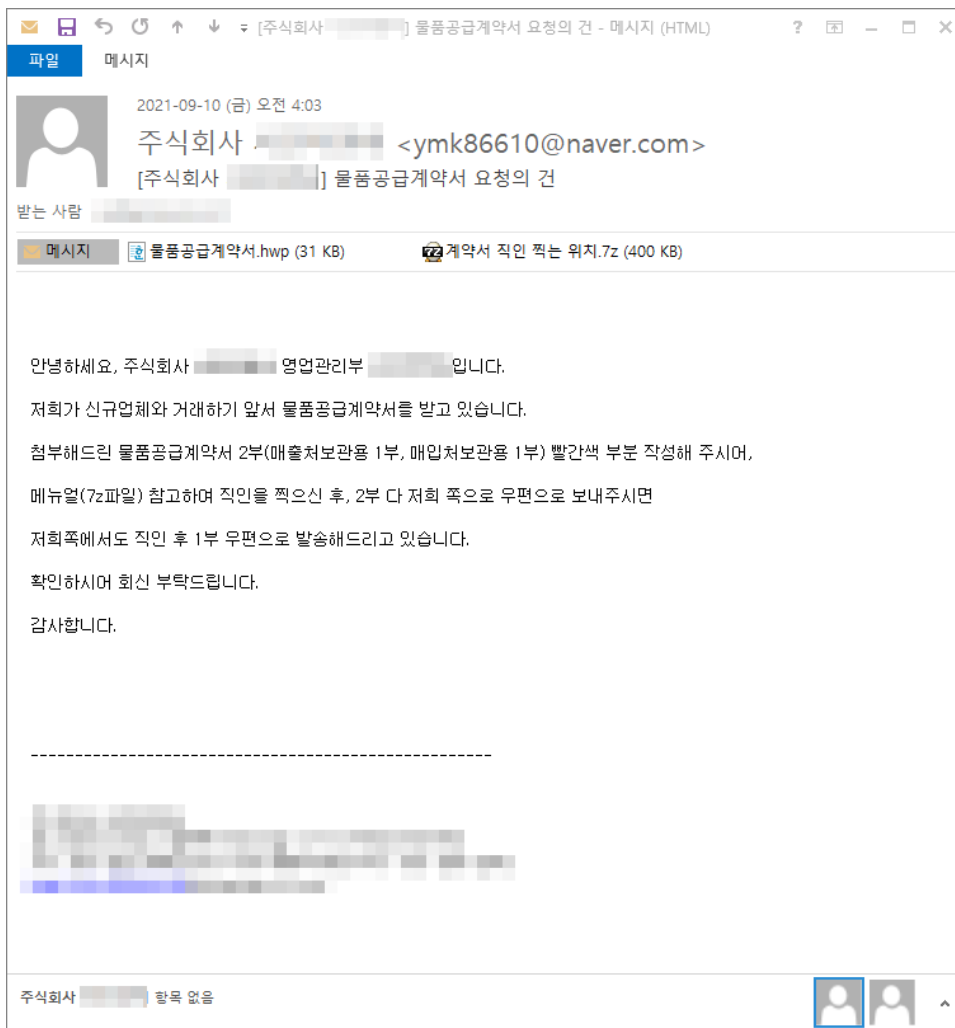 [주식회사 ] 물품공급계약서 요청의 건 - 메시지 (HTML) ?
파일 메시지
2021-09-10 (금) 오전 4:03
주식회사 <ymk86610@naver.com>
[주식회사 ] 물품공급계약서 요청의 건
받는 사람
메시지 물품공급계약서.hwp (31 KB) 7z 계약서 직인 찍는 위치.7z (400 KB)
안녕하세요, 주식회사 영업관리부 입니다.
저희가 신규업체와 거래하기 앞서 물품공급계약서를 받고 있습니다.
첨부해드린 물품공급계약서 2부(매출처보관용 1부, 매입처보관용 1부) 빨간색 부분 작성해 주시어,
메뉴얼(7z파일) 참고하여 직인을 찍으신 후, 2부 다 저희 쪽으로 우편으로 보내주시면
저희쪽에서도 직인 후 1부 우편으로 발송해드리고 있습니다.
확인하시어 회신 부탁드립니다.
감사합니다.
----------------------------------------------------
주식회사 항목 없음